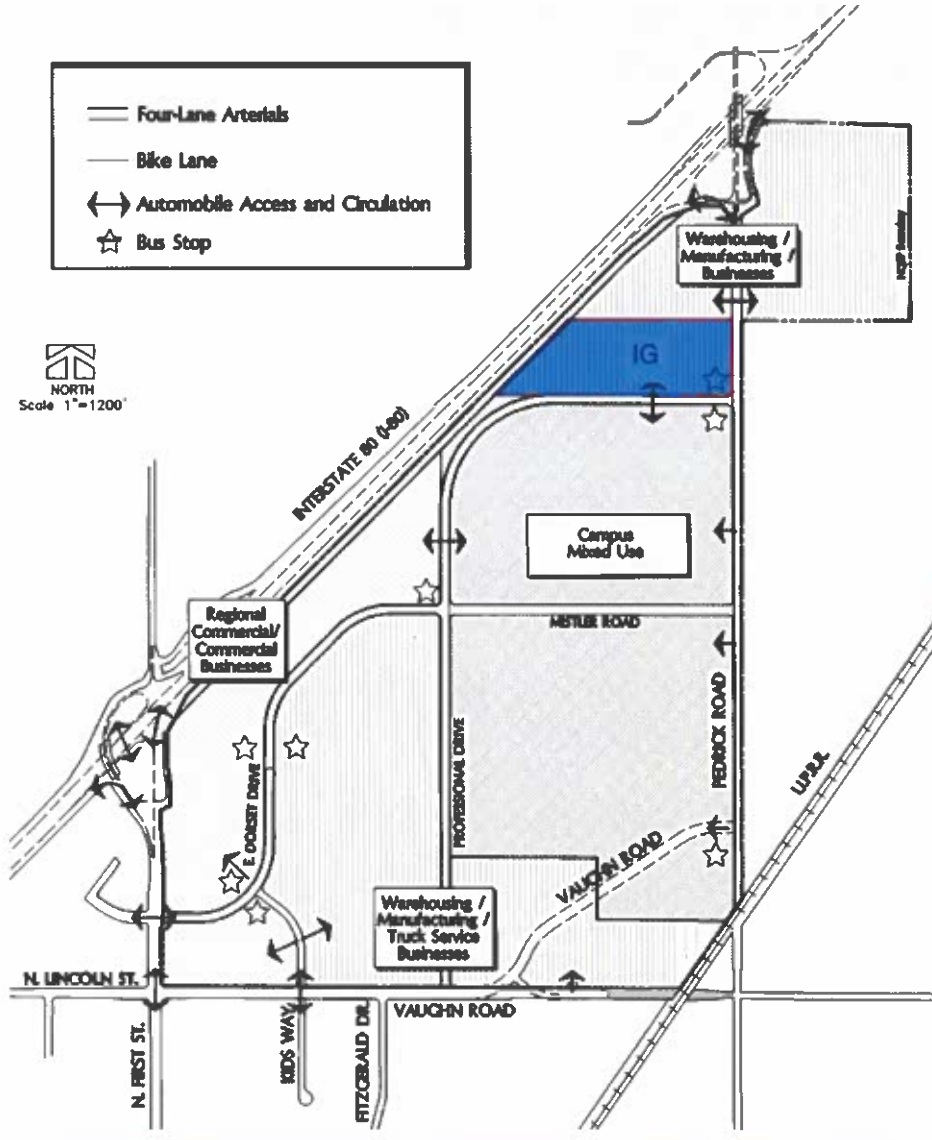 Four-Lane Arterials
Bike Lane
Automobile Access and Circulation
Bus Stop
NORTH
Scale 1"=1200'
Warehousing /
Manufacturing /
Businesses
IG
INTERSTATE 80 (I-80)
Campus
Mixed Use
Regional
Commercial/
Commercial
Businesses
MISTLER ROAD
PEDRICK ROAD
U.P.R.R.
PROFESSIONAL DRIVE
E. DORSET DRIVE
VAUGHN ROAD
Warehousing /
Manufacturing /
Truck Service
Businesses
N. LINCOLN ST.
VAUGHN ROAD
N. FIRST ST.
KIDS WAY
FITZGERALD DR.